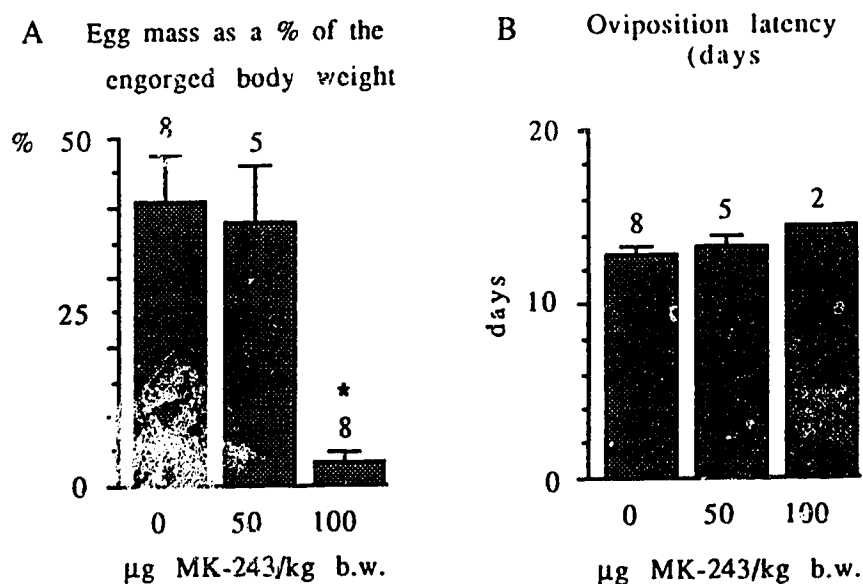 A Egg mass as a % of the
engorged body weight
% 50
25
0
8
5
*
8
0 50 100
µg MK-243/kg b.w.
B Oviposition latency
(days
20
10
0
days
8
5
2
0 50 100
µg MK-243/kg b.w.